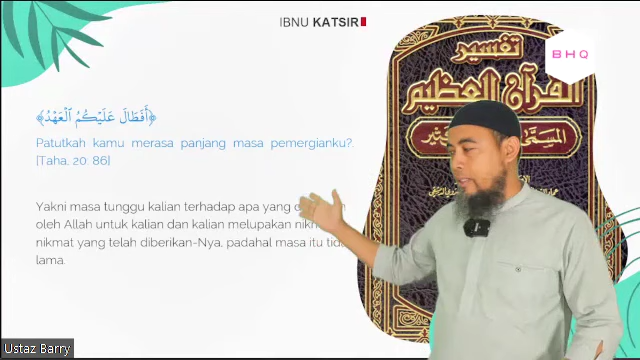 IBNU KATSIR
BHQ
تفسير
القرآن العظيم
﴿أَفَطَالَ عَلَيْكُمُ ٱلْعَهْدُ﴾
Patutkah kamu merasa panjang masa pemergianku?.
[Taha, 20: 86]
Yakni masa tunggu kalian terhadap apa yang
oleh Allah untuk kalian dan kalian melupakan
nikmat yang telah diberikan-Nya, padahal masa itu
lama.
Ustaz Barry